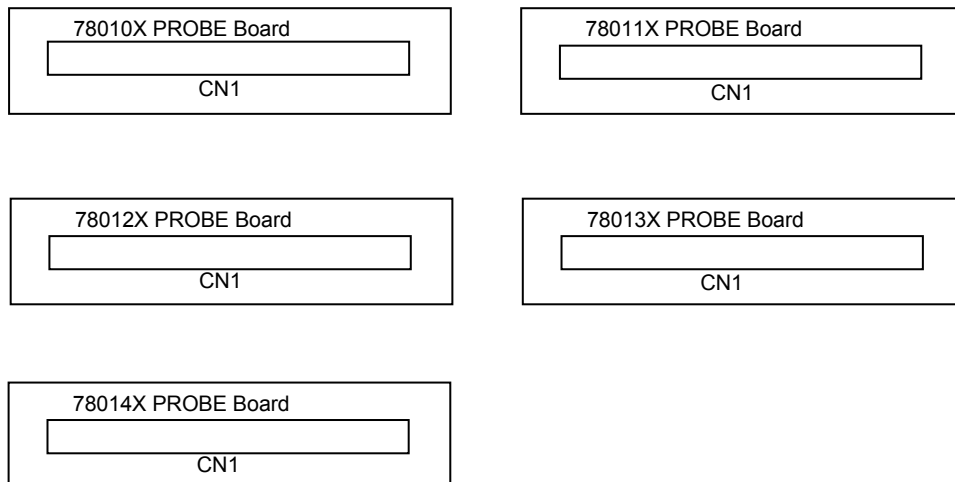 78010X PROBE Board
CN1
78011X PROBE Board
CN1
78012X PROBE Board
CN1
78013X PROBE Board
CN1
78014X PROBE Board
CN1